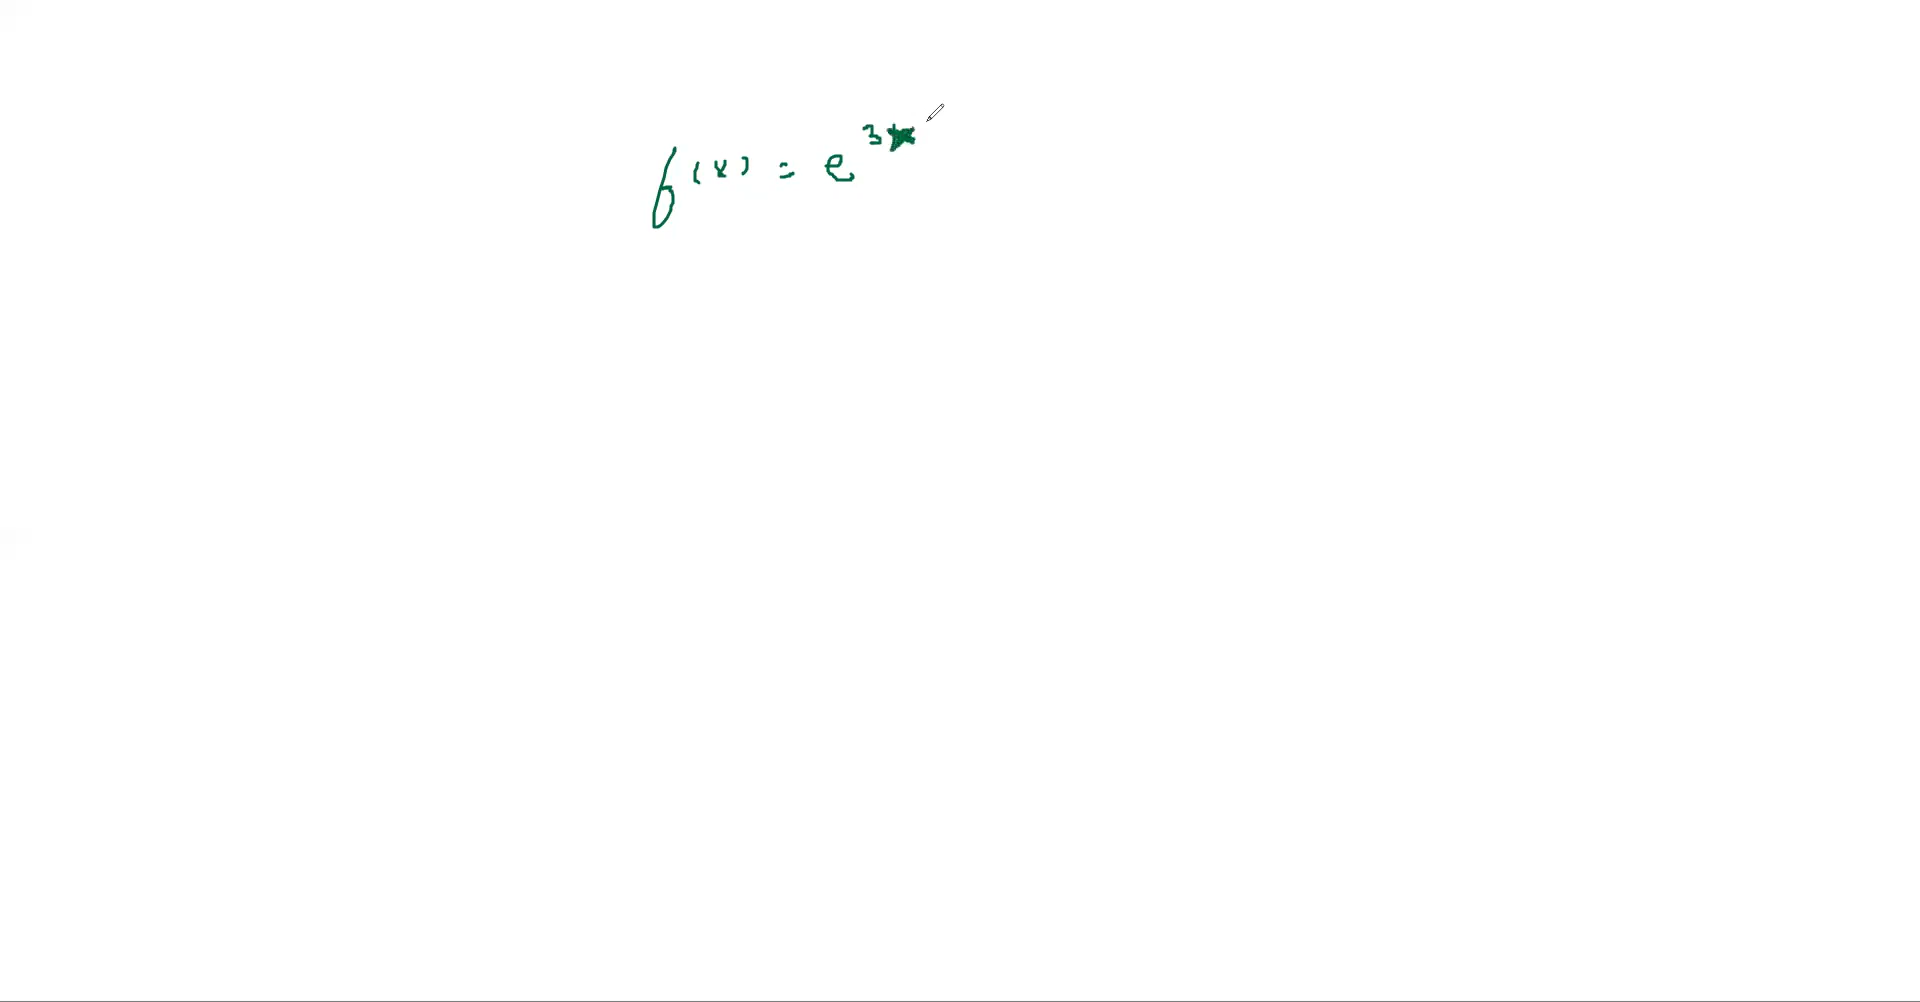 f(x) = e^3